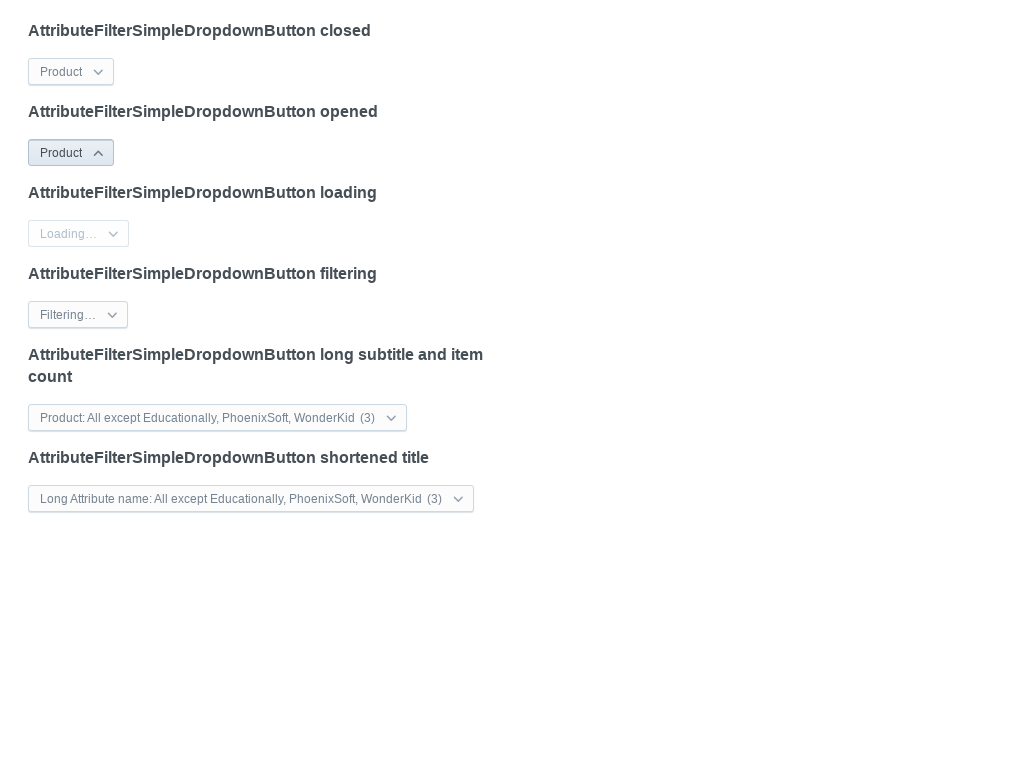 AttributeFilterSimpleDropdownButton closed
Product
AttributeFilterSimpleDropdownButton opened
Product
AttributeFilterSimpleDropdownButton loading
Loading…
AttributeFilterSimpleDropdownButton filtering
Filtering…
AttributeFilterSimpleDropdownButton long subtitle and item
count
Product: All except Educationally, PhoenixSoft, WonderKid (3)
AttributeFilterSimpleDropdownButton shortened title
Long Attribute name: All except Educationally, PhoenixSoft, WonderKid (3)